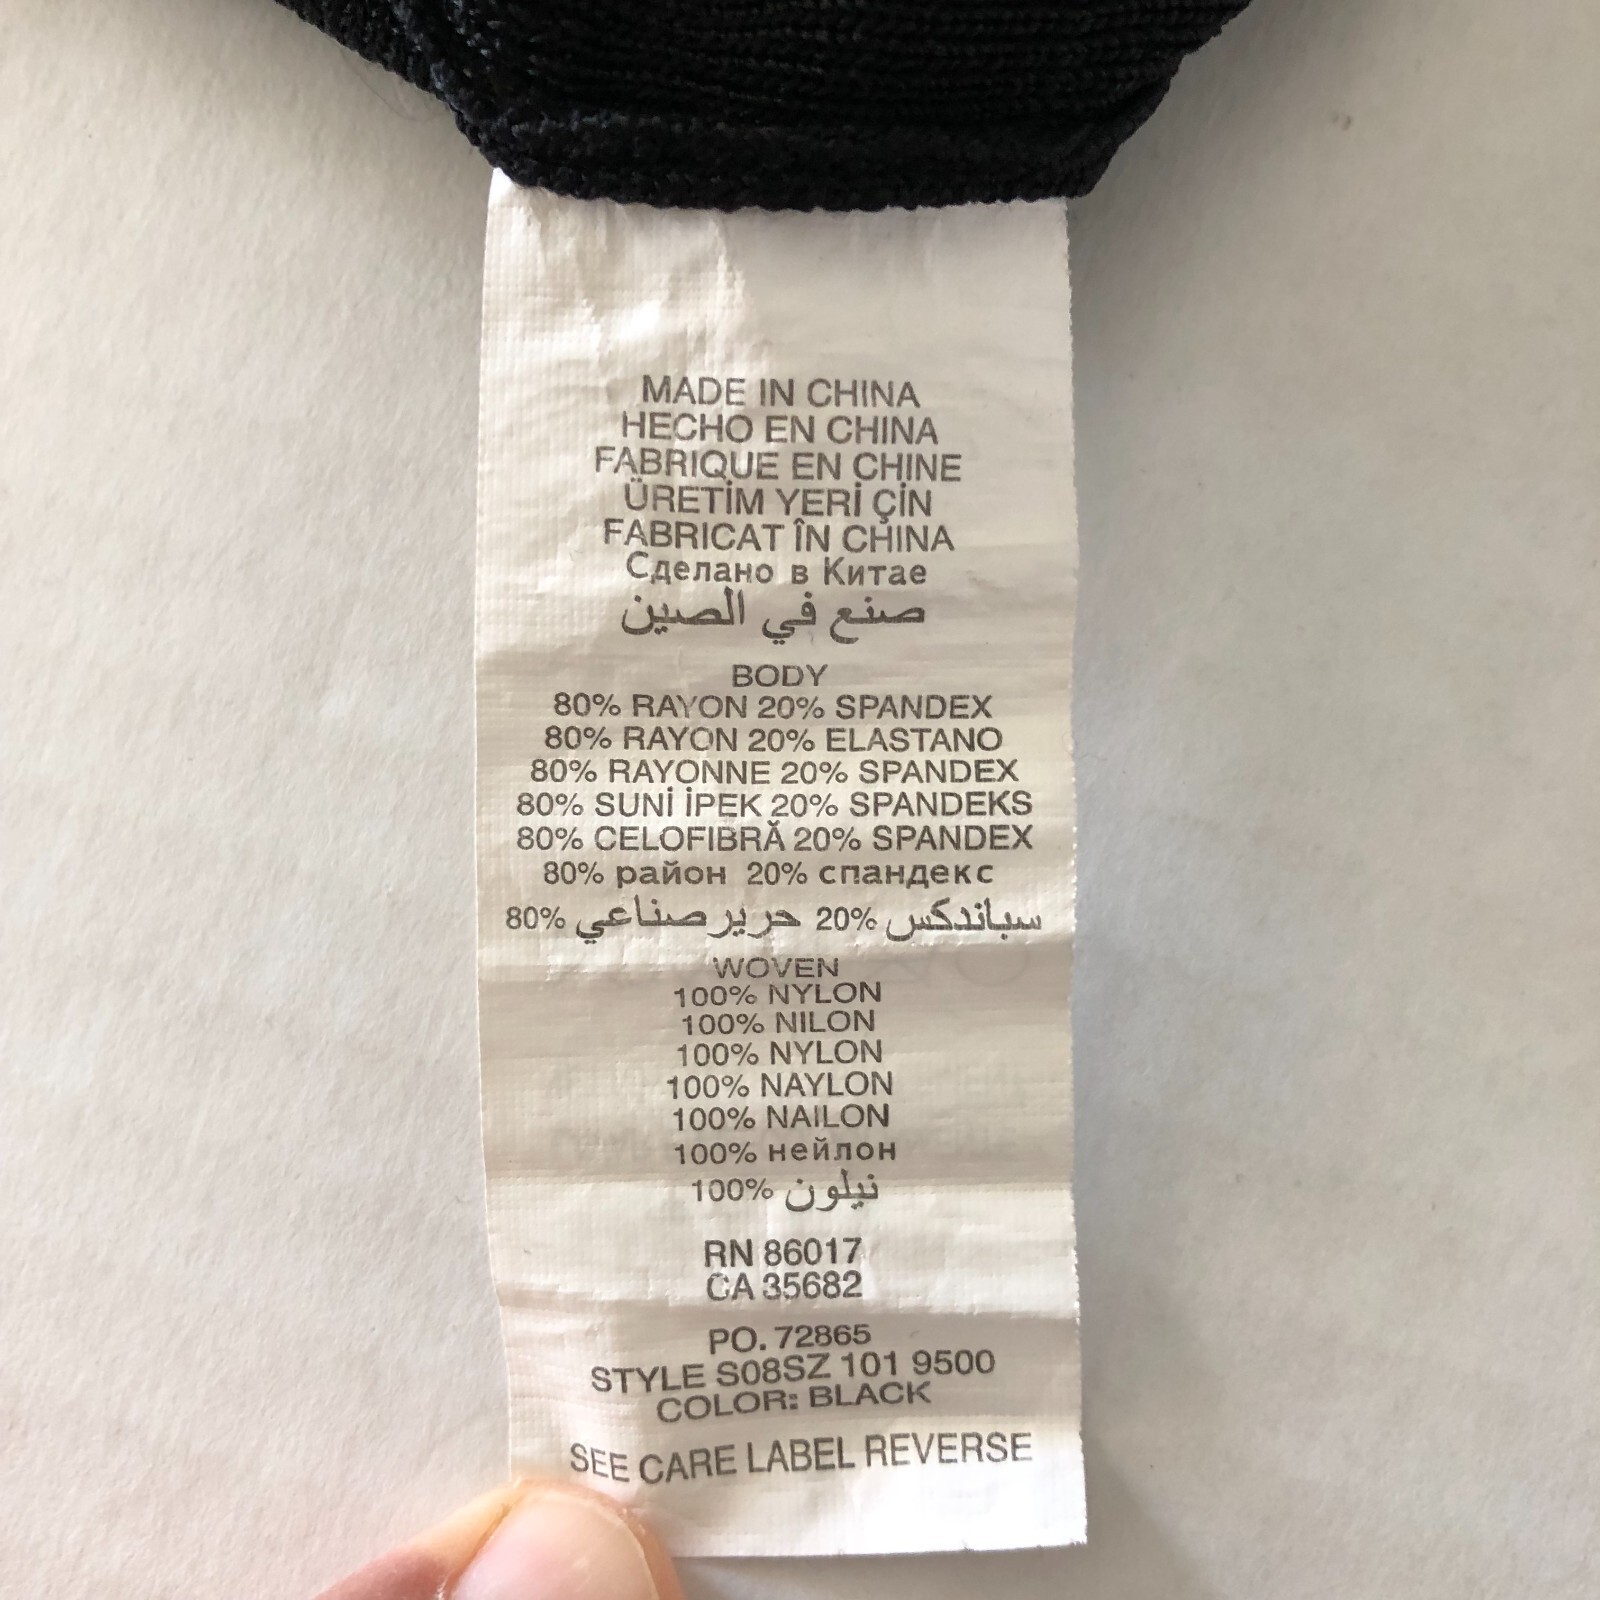 MADE IN CHINA
HECHO EN CHINA
FABRIQUE EN CHINE
ÜRETİM YERİ ÇİN
FABRICAT ÎN CHINA
Сделано в Китае
صنع في الصين
BODY
80% RAYON 20% SPANDEX
80% RAYON 20% ELASTANO
80% RAYONNE 20% SPANDEX
80% SUNİ İPEK 20% SPANDEKS
80% CELOFIBRĂ 20% SPANDEX
80% район 20% спандекс
80% حرير صناعي 20% سباندكس
WOVEN
100% NYLON
100% NILON
100% NYLON
100% NAYLON
100% NAILON
100% нейлон
100% نيلون
RN 86017
CA 35682
PO. 72865
STYLE S08SZ 101 9500
COLOR: BLACK
SEE CARE LABEL REVERSE